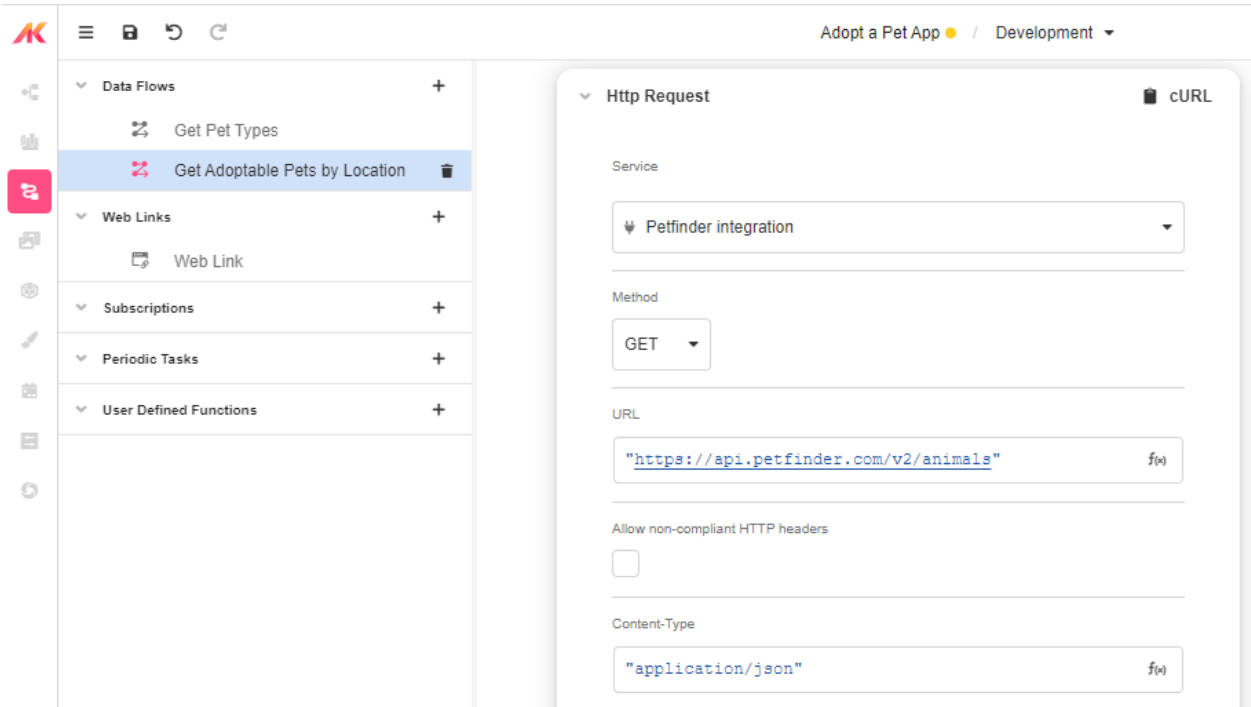 Adopt a Pet App / Development
Data Flows
Get Pet Types
Get Adoptable Pets by Location
Web Links
Web Link
Subscriptions
Periodic Tasks
User Defined Functions
Http Request
cURL
Service
Petfinder integration
Method
GET
URL
"https://api.petfinder.com/v2/animals"
f(x)
Allow non-compliant HTTP headers
Content-Type
"application/json"
f(x)